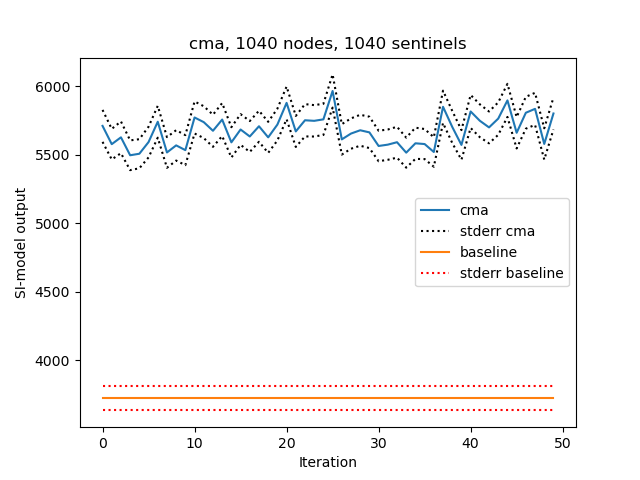 cma, 1040 nodes, 1040 sentinels
6000
5500
5000
4500
4000
SI-model output
cma
stderr cma
baseline
stderr baseline
0 10 20 30 40 50
Iteration